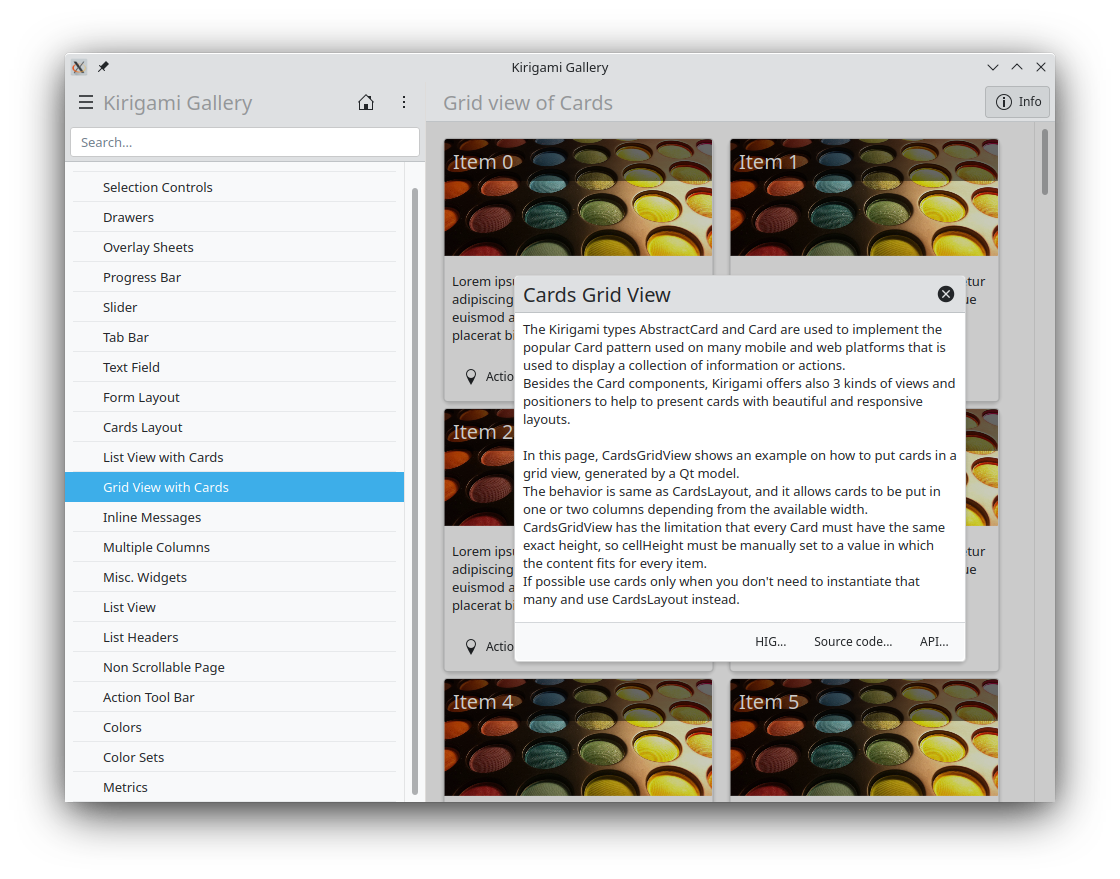 Kirigami Gallery
Kirigami Gallery
Search...
Selection Controls
Drawers
Overlay Sheets
Progress Bar
Slider
Tab Bar
Text Field
Form Layout
Cards Layout
List View with Cards
Grid View with Cards
Inline Messages
Multiple Columns
Misc. Widgets
List View
List Headers
Non Scrollable Page
Action Tool Bar
Colors
Color Sets
Metrics
Grid view of Cards
Info
Item 0
Item 1
Lorem
adipiscing
euismod a
placerat
Item 2
Lorem
adipiscing
euismod a
placerat
Item 4
Item 5
Cards Grid View
The Kirigami types AbstractCard and Card are used to implement the
popular Card pattern used on many mobile and web platforms that is
used to display a collection of information or actions.
Besides the Card components, Kirigami offers also 3 kinds of views and
positioners to help to present cards with beautiful and responsive
layouts.
In this page, CardsGridView shows an example on how to put cards in a
grid view, generated by a Qt model.
The behavior is same as CardsLayout, and it allows cards to be put in
one or two columns depending from the available width.
CardsGridView has the limitation that every Card must have the same
exact height, so cellHeight must be manually set to a value in which
the content fits for every item.
If possible use cards only when you don't need to instantiate that
many and use CardsLayout instead.
HIG...
Source code...
API...